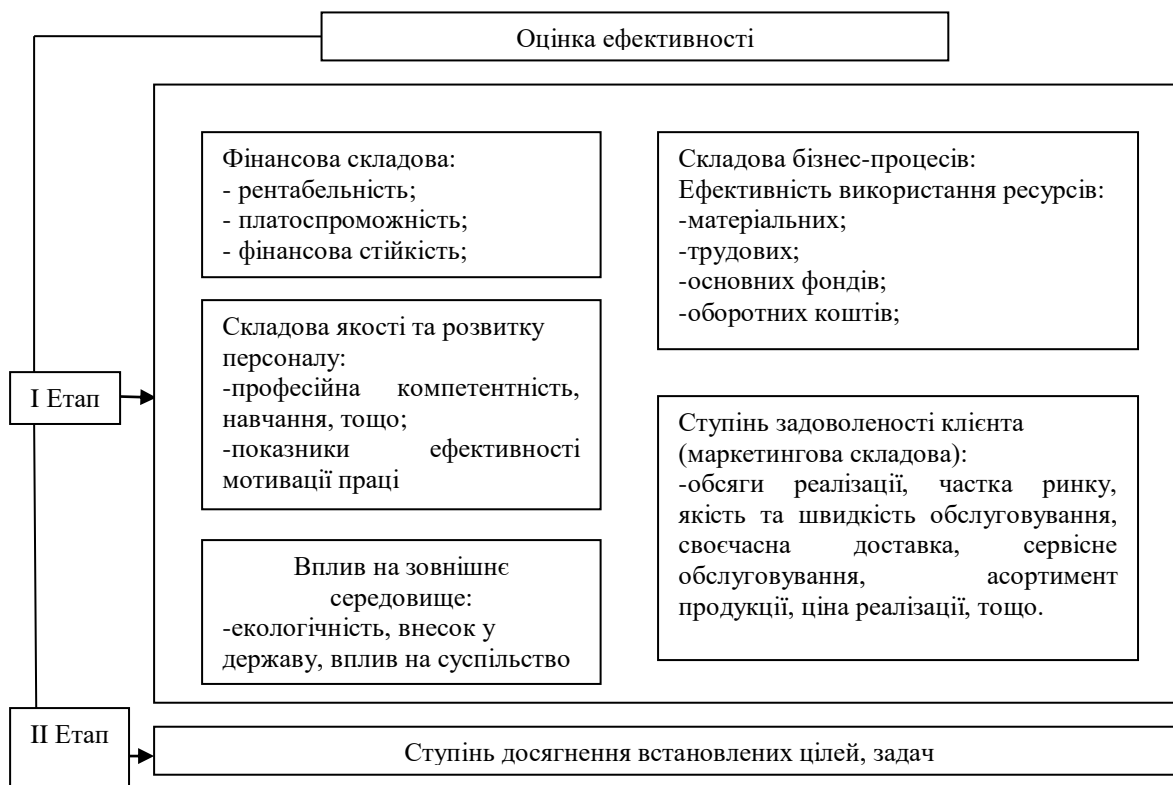 Оцінка ефективності
Фінансова складова:
- рентабельність;
- платоспроможність;
- фінансова стійкість;
Складова бізнес-процесів:
Ефективність використання ресурсів:
-матеріальних;
-трудових;
-основних фондів;
-оборотних коштів;
Складова якості та розвитку
персоналу:
-професійна компетентність,
навчання, тощо;
-показники ефективності
мотивації праці
І Етап
Ступінь задоволеності клієнта
(маркетингова складова):
-обсяги реалізації, частка ринку,
якість та швидкість обслуговування,
своєчасна доставка, сервісне
обслуговування, асортимент
продукції, ціна реалізації, тощо.
Вплив на зовнішнє
середовище:
-екологічність, внесок у
державу, вплив на суспільство
ІІ Етап
Ступінь досягнення встановлених цілей, задач